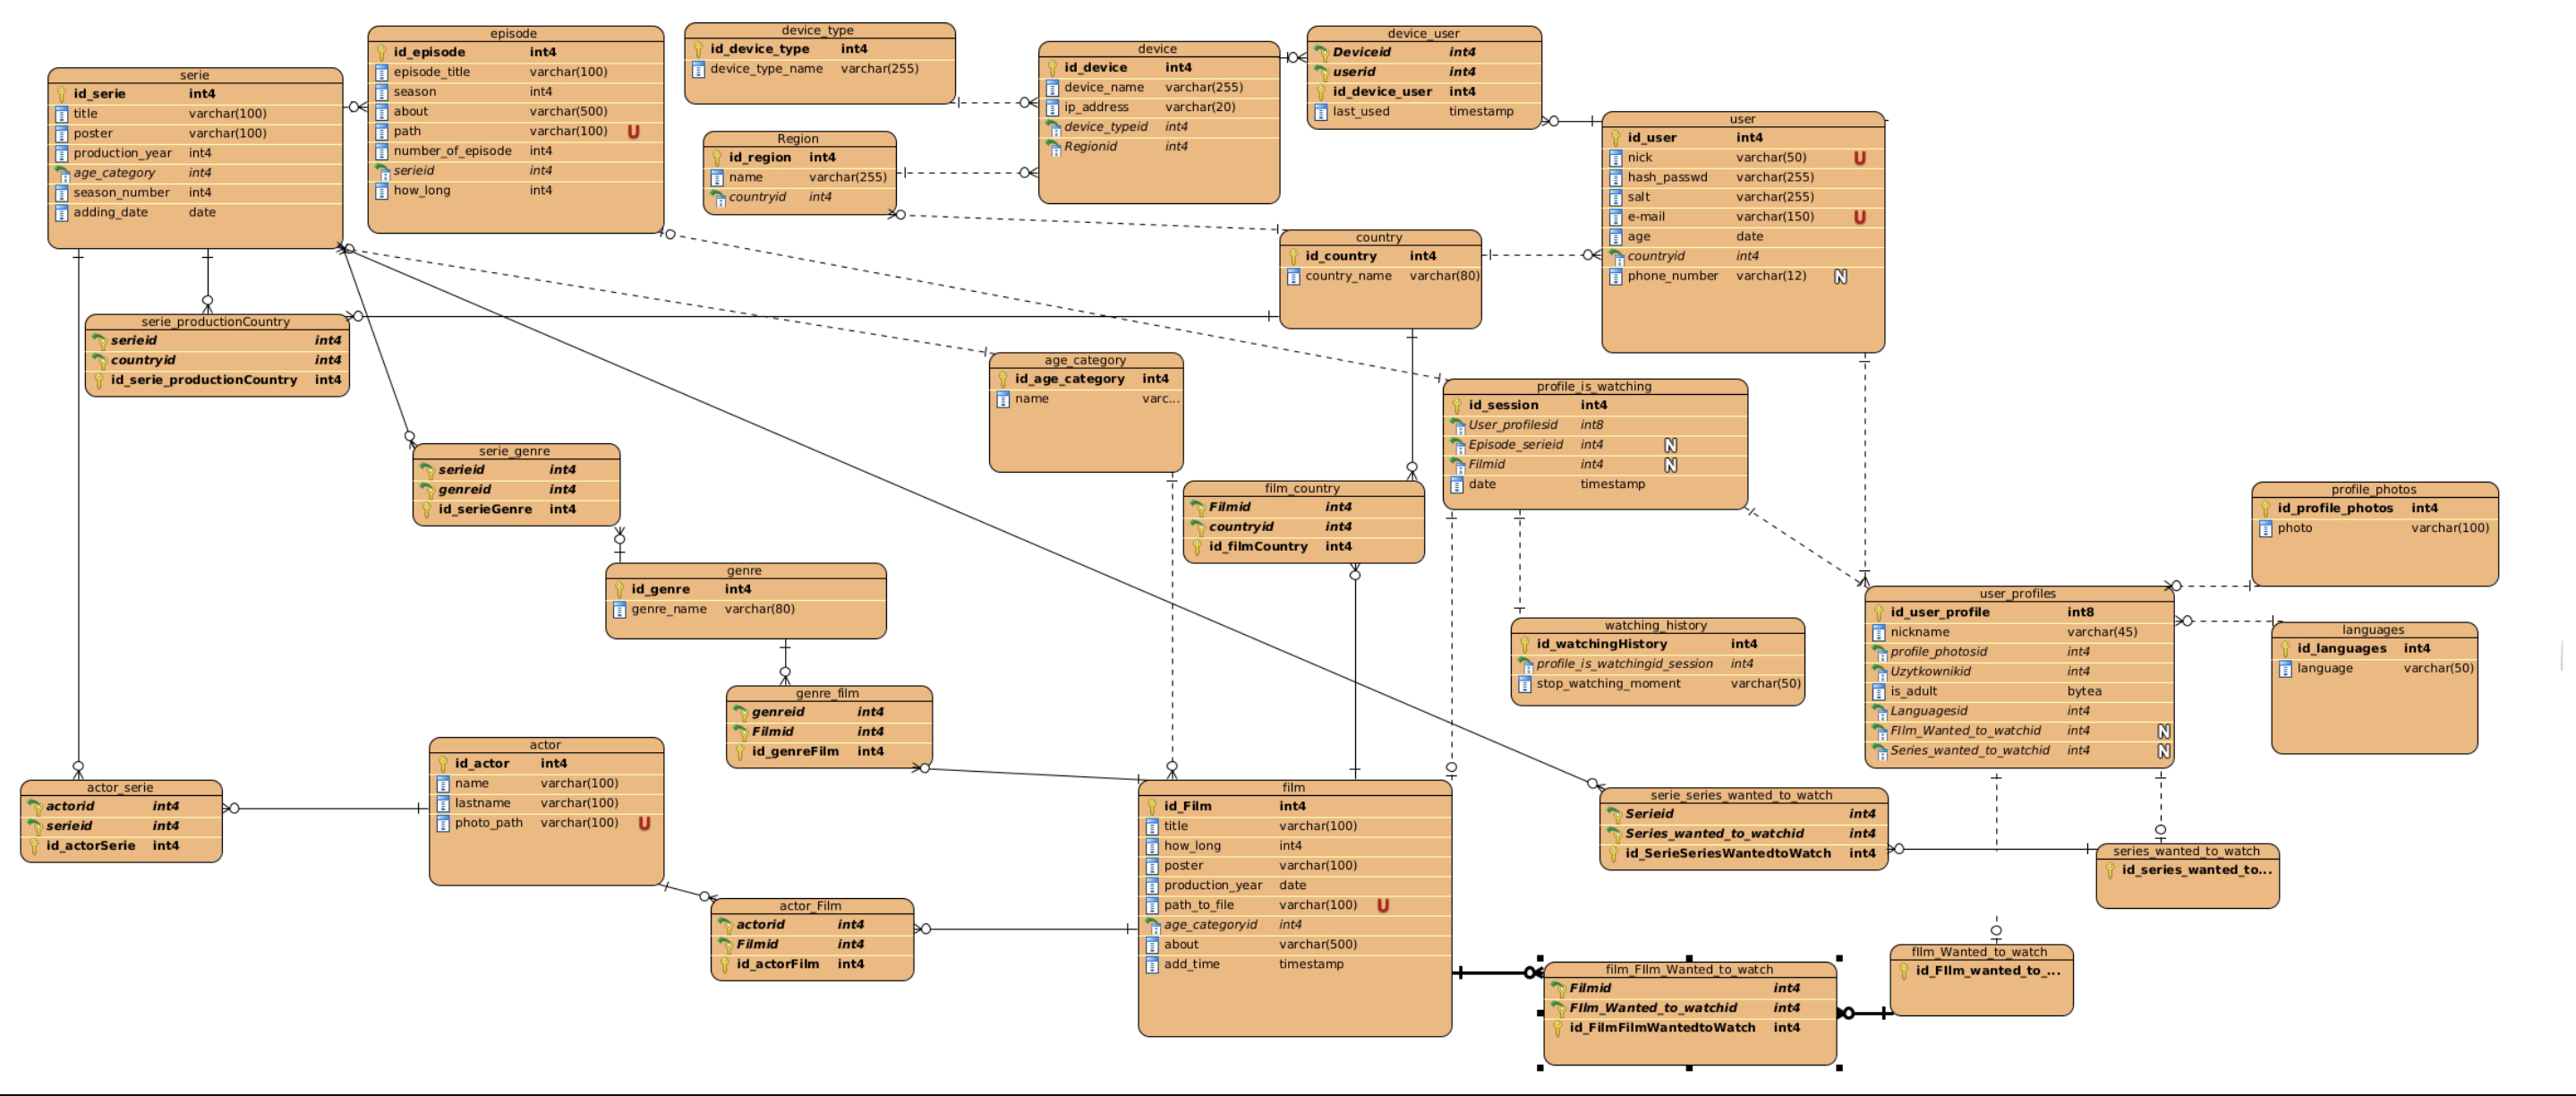 serie
id_serie int4
title varchar(100)
poster varchar(100)
production_year int4
age_category int4
season_number int4
adding_date date
episode
id_episode int4
episode_title varchar(100)
season int4
about varchar(500)
path varchar(100) U
number_of_episode int4
serieid int4
how_long int4
device_type
id_device_type int4
device_type_name varchar(255)
Region
id_region int4
name varchar(255)
countryid int4
device
id_device int4
device_name varchar(255)
ip_address varchar(20)
device_typeid int4
Regionid int4
device_user
Deviceid int4
userid int4
id_device_user int4
last_used timestamp
user
id_user int4
nick varchar(50) U
hash_passwd varchar(255)
salt varchar(255)
e-mail varchar(150) U
age date
countryid int4
phone_number varchar(12) N
country
id_country int4
country_name varchar(80)
serie_productionCountry
serieid int4
countryid int4
id_serie_productionCountry int4
age_category
id_age_category int4
name varc...
profile_is_watching
id_session int4
User_profilesid int8
Episode_serieid int4 N
Filmid int4 N
date timestamp
serie_genre
serieid int4
genreid int4
id_serieGenre int4
film_country
Filmid int4
countryid int4
id_filmCountry int4
profile_photos
id_profile_photos int4
photo varchar(100)
genre
id_genre int4
genre_name varchar(80)
watching_history
id_watchingHistory int4
profile_is_watchingid_session int4
stop_watching_moment varchar(50)
user_profiles
id_user_profile int8
nickname varchar(45)
profile_photosid int4
Uzytkownikid int4
is_adult bytea
Languagesid int4
FIlm_Wanted_to_watchid int4 N
Series_wanted_to_watchid int4 N
languages
id_languages int4
language varchar(50)
genre_film
genreid int4
Filmid int4
id_genreFilm int4
actor
id_actor int4
name varchar(100)
lastname varchar(100)
photo_path varchar(100) U
actor_serie
actorid int4
serieid int4
id_actorSerie int4
film
id_Film int4
title varchar(100)
how_long int4
poster varchar(100)
production_year date
path_to_file varchar(100) U
age_categoryid int4
about varchar(500)
add_time timestamp
serie_series_wanted_to_watch
Serieid int4
Series_wanted_to_watchid int4
id_SerieSeriesWantedtoWatch int4
series_wanted_to_watch
id_series_wanted_to...
actor_Film
actorid int4
Filmid int4
id_actorFilm int4
film_FIlm_Wanted_to_watch
Filmid int4
FIlm_Wanted_to_watchid int4
id_FilmFilmWantedtoWatch int4
fIlm_Wanted_to_watch
id_FIlm_wanted_to_...